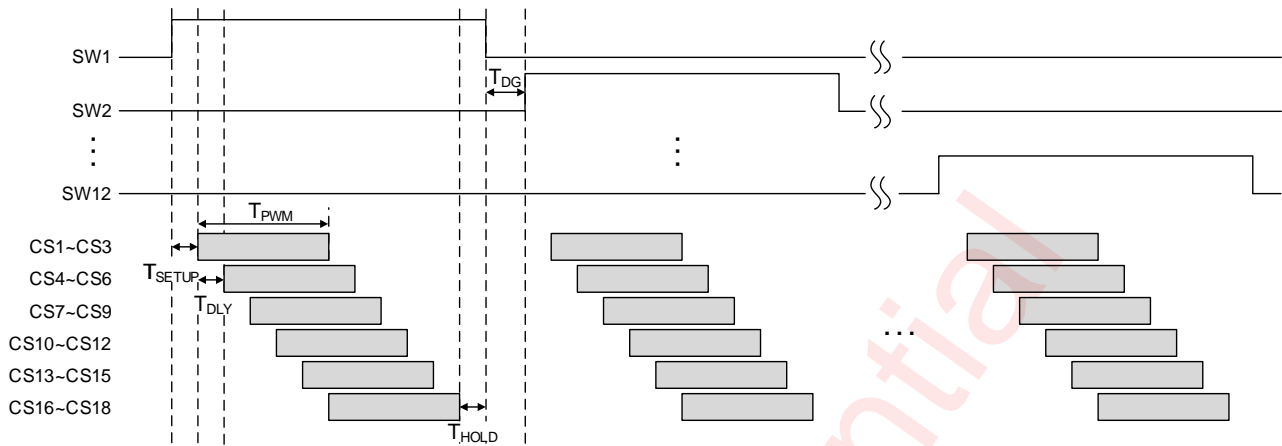 SW1
T_DG
SW2
SW12
T_PWM
CS1~CS3
T_SETUP
CS4~CS6
T_DLY
CS7~CS9
CS10~CS12
CS13~CS15
CS16~CS18
T_HOLD
ntial